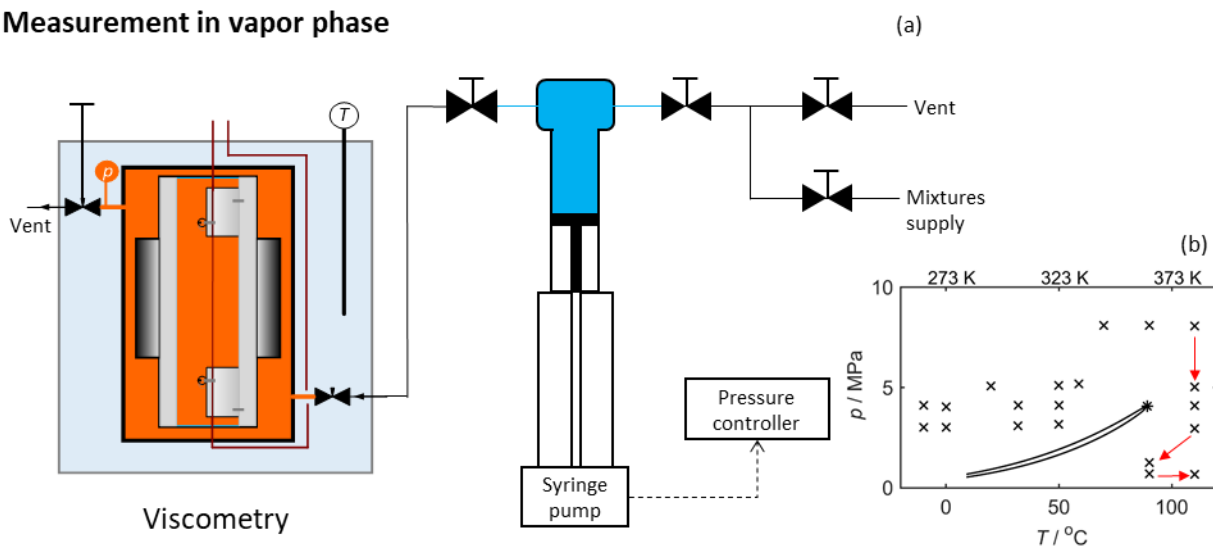 Measurement in vapor phase
(a)
T
p
Vent
Vent
Mixtures
supply
Pressure
controller
Syringe
pump
Viscometry
(b)
273 K 323 K 373 K
10
5
0
p / MPa
0 50 100
T / °C